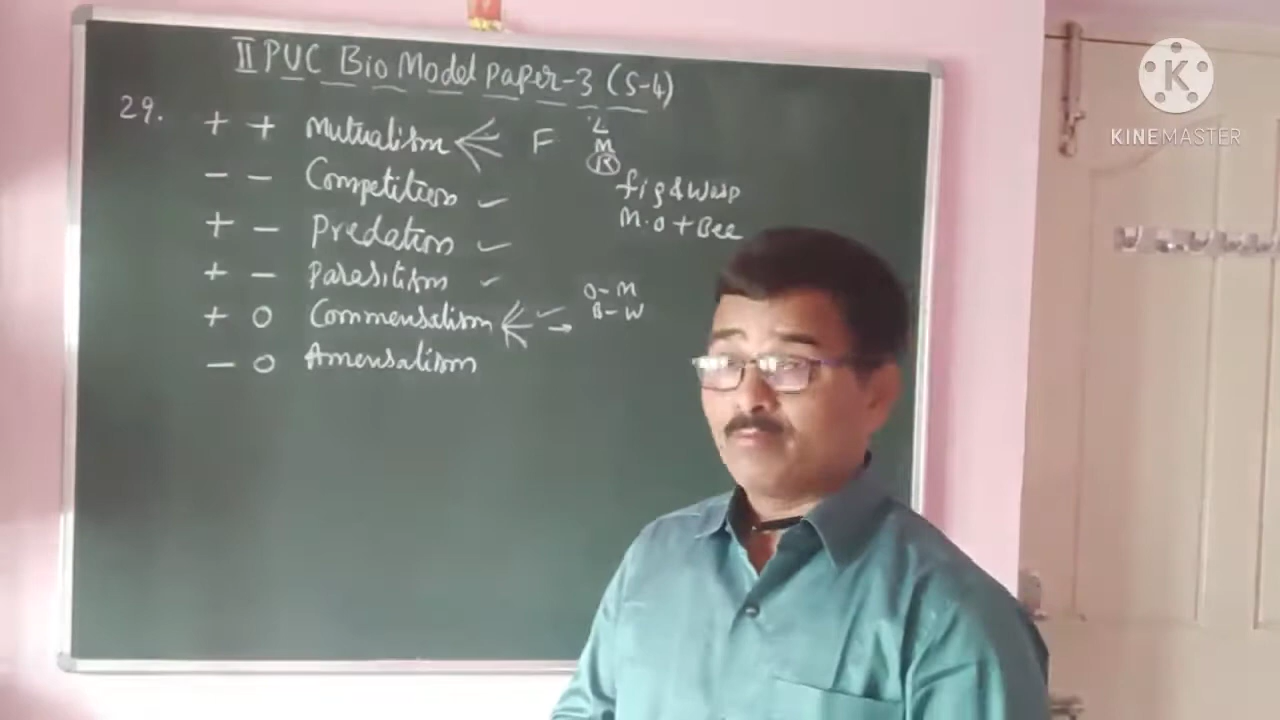 II PUC Bio Model paper-3 (S-4)
29.
+ + Mutualism F L
M
R
- - Competition
fig & Wasp
+ - Predation M.O + Bee
+ - Parasitism
+ 0 Commensalism O - M
B - W
- 0 Amensalism
K
KINEMASTER